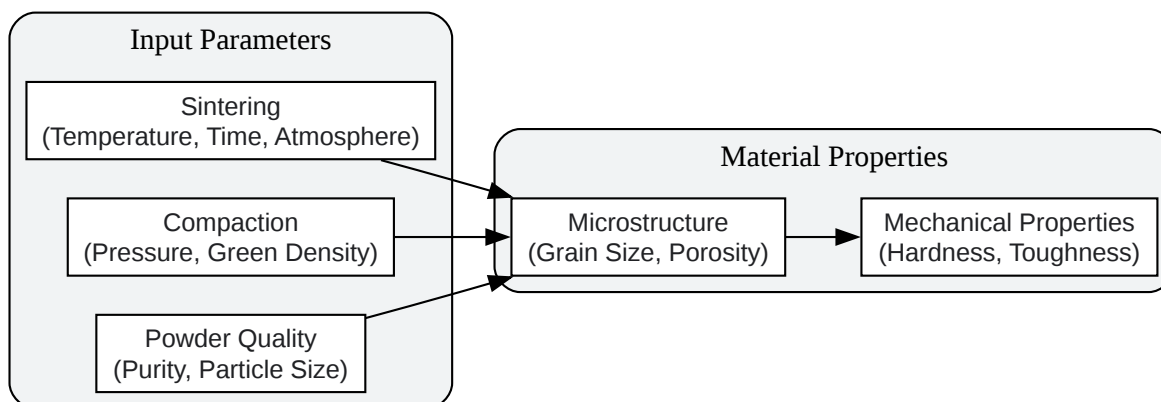 Input Parameters
Sintering
(Temperature, Time, Atmosphere)
Compaction
(Pressure, Green Density)
Powder Quality
(Purity, Particle Size)
Material Properties
Microstructure
(Grain Size, Porosity)
Mechanical Properties
(Hardness, Toughness)